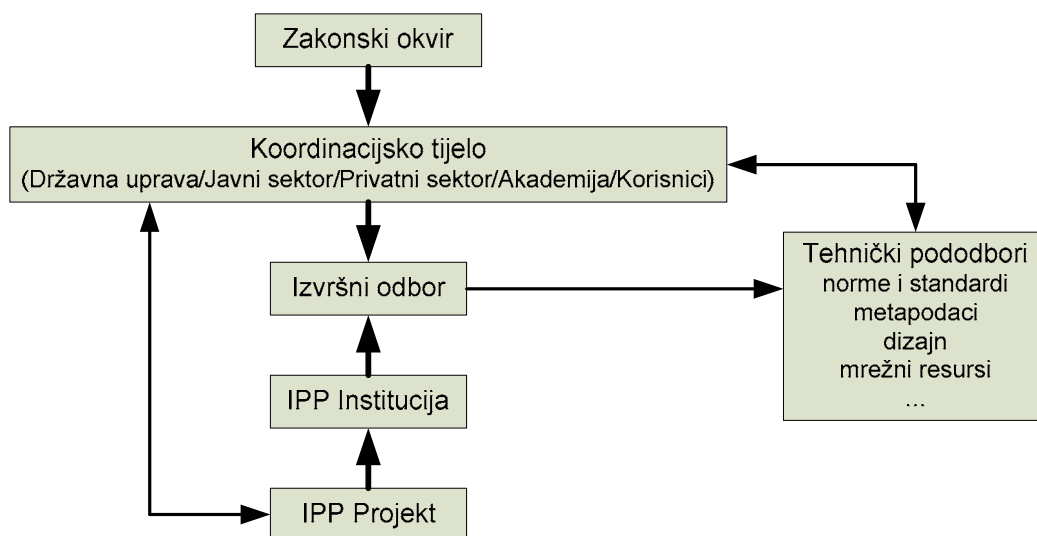 Zakonski okvir
Koordinacijsko tijelo
(Državna uprava/Javni sektor/Privatni sektor/Akademija/Korisnici)
Izvršni odbor
Tehnički pododbori
norme i standardi
metapodaci
dizajn
mrežni resursi
...
IPP Institucija
IPP Projekt